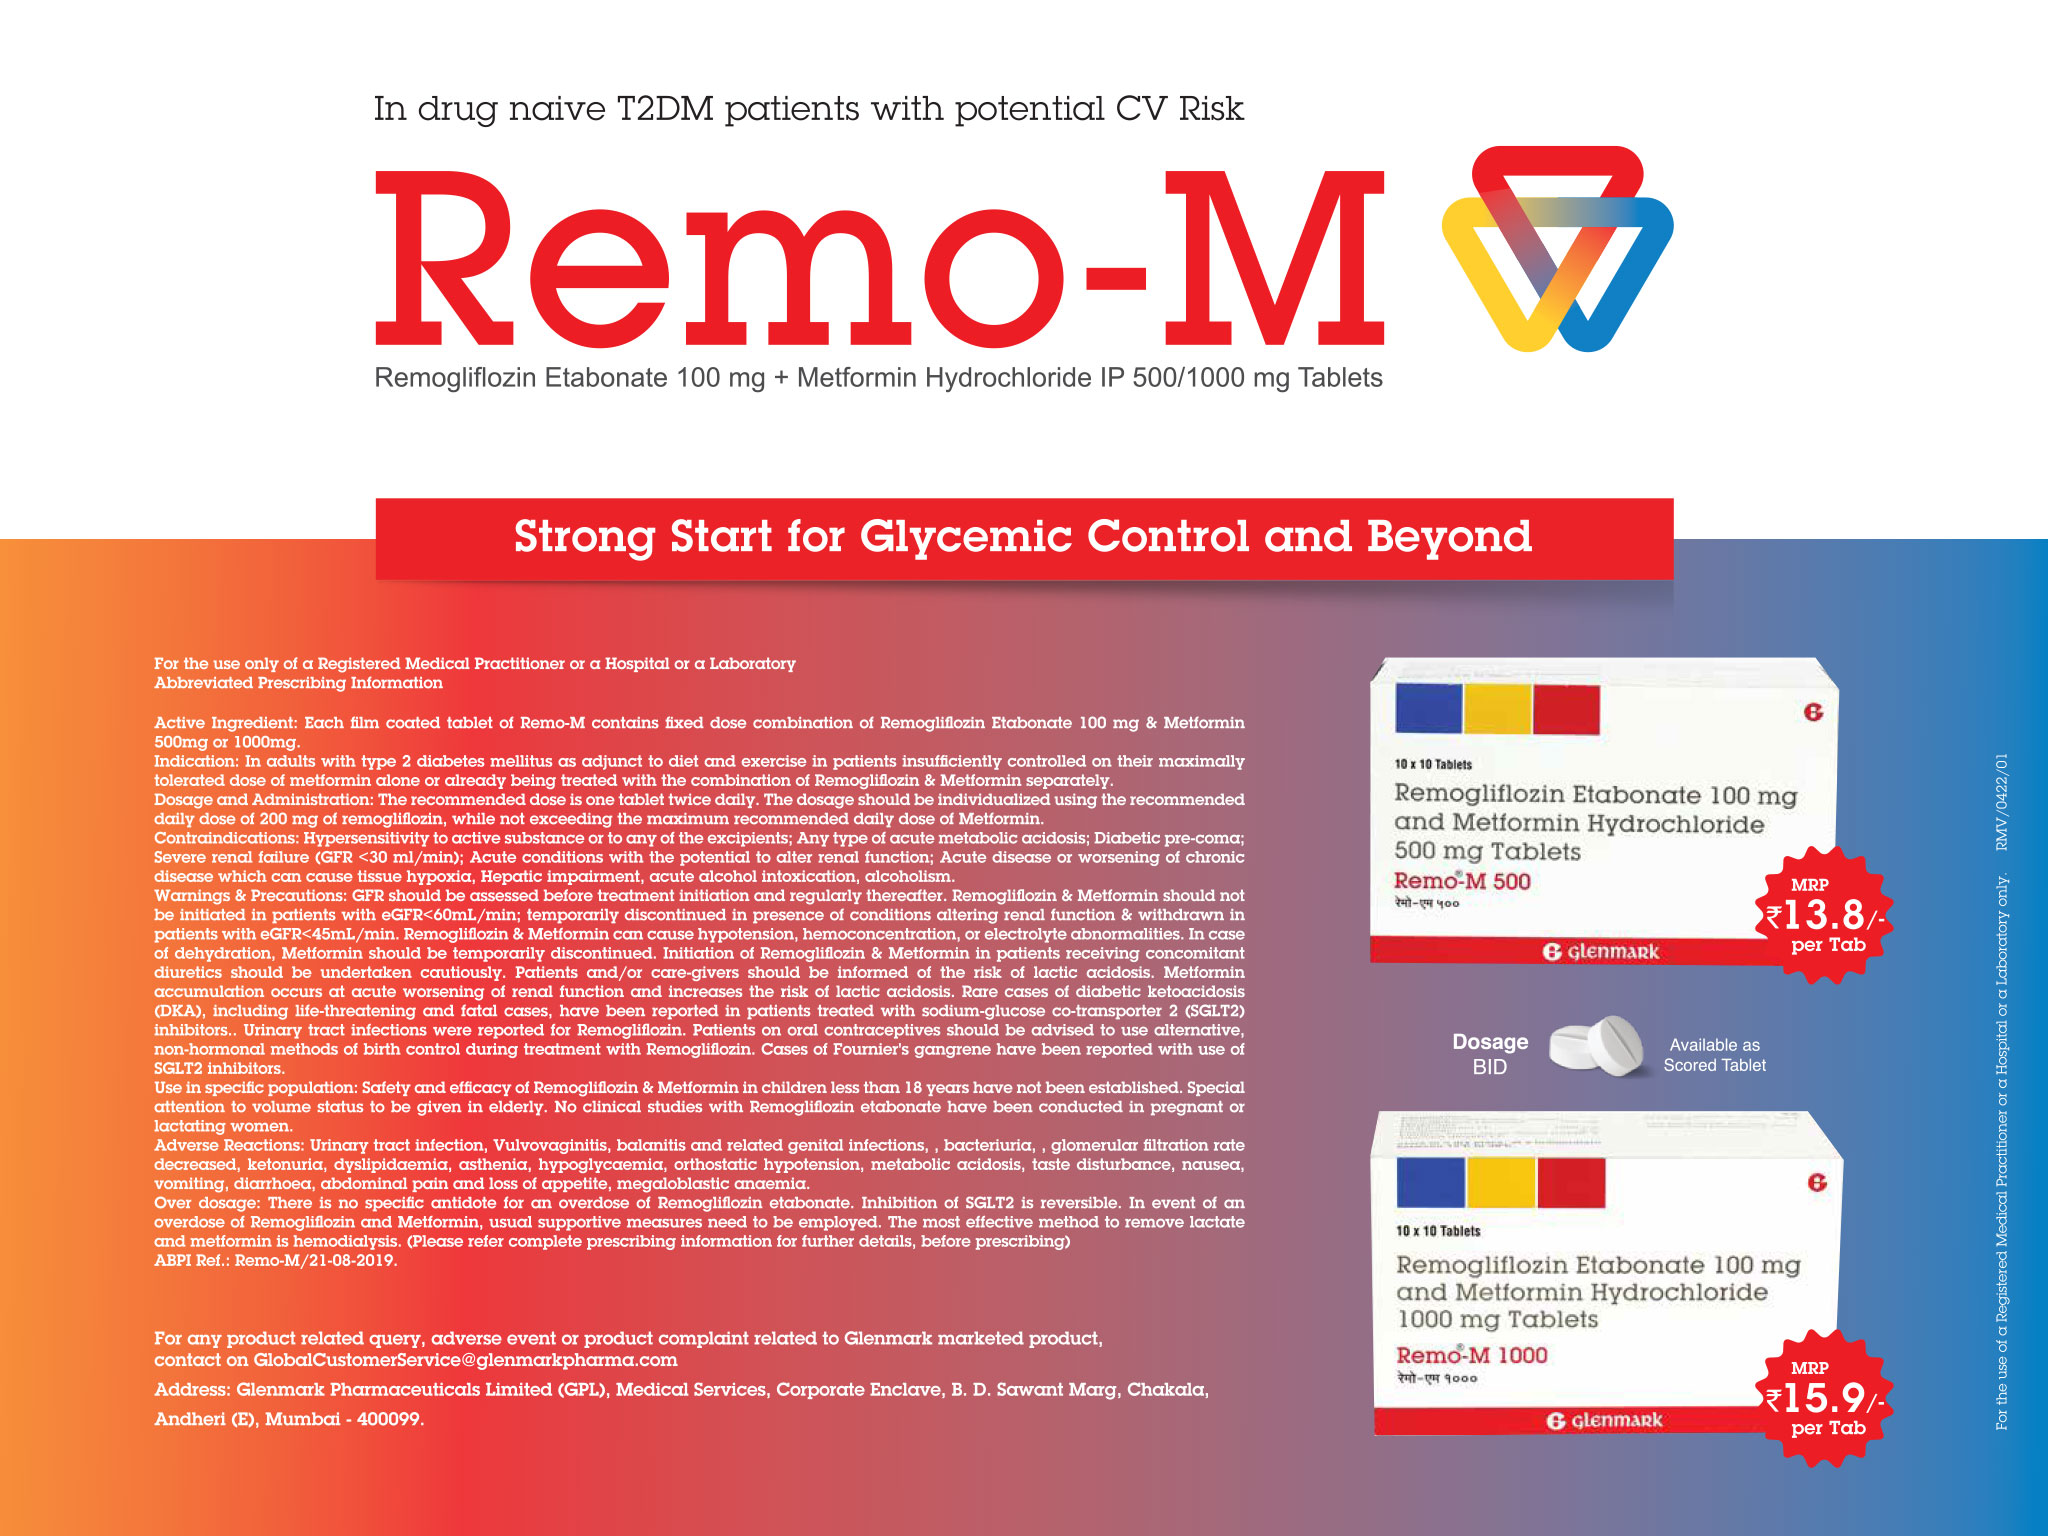 In drug naive T2DM patients with potential CV Risk
Remo-M
Remogliflozin Etabonate 100 mg + Metformin Hydrochloride IP 500/1000 mg Tablets
Strong Start for Glycemic Control and Beyond
For the use only of a Registered Medical Practitioner or a Hospital or a Laboratory
Abbreviated Prescribing Information
Active Ingredient: Each film coated tablet of Remo-M contains fixed dose combination of Remogliflozin Etabonate 100 mg & Metformin
500mg or 1000mg.
Indication: In adults with type 2 diabetes mellitus as adjunct to diet and exercise in patients insufficiently controlled on their maximally
tolerated dose of metformin alone or already being treated with the combination of Remogliflozin & Metformin separately.
Dosage and Administration: The recommended dose is one tablet twice daily. The dosage should be individualized using the recommended
daily dose of 200 mg of remogliflozin, while not exceeding the maximum recommended daily dose of Metformin.
Contraindications: Hypersensitivity to active substance or to any of the excipients; Any type of acute metabolic acidosis; Diabetic pre-coma;
Severe renal failure (GFR <30 ml/min); Acute conditions with the potential to alter renal function; Acute disease or worsening of chronic
disease which can cause tissue hypoxia, Hepatic impairment, acute alcohol intoxication, alcoholism.
Warnings & Precautions: GFR should be assessed before treatment initiation and regularly thereafter. Remogliflozin & Metformin should not
be initiated in patients with eGFR<60mL/min; temporarily discontinued in presence of conditions altering renal function & withdrawn in
patients with eGFR<45mL/min. Remogliflozin & Metformin can cause hypotension, hemoconcentration, or electrolyte abnormalities. In case
of dehydration, Metformin should be temporarily discontinued. Initiation of Remogliflozin & Metformin in patients receiving concomitant
diuretics should be undertaken cautiously. Patients and/or care-givers should be informed of the risk of lactic acidosis. Metformin
accumulation occurs at acute worsening of renal function and increases the risk of lactic acidosis. Rare cases of diabetic ketoacidosis
(DKA), including life-threatening and fatal cases, have been reported in patients treated with sodium-glucose co-transporter 2 (SGLT2)
inhibitors.. Urinary tract infections were reported for Remogliflozin. Patients on oral contraceptives should be advised to use alternative,
non-hormonal methods of birth control during treatment with Remogliflozin. Cases of Fournier's gangrene have been reported with use of
SGLT2 inhibitors.
Use in specific population: Safety and efficacy of Remogliflozin & Metformin in children less than 18 years have not been established. Special
attention to volume status to be given in elderly. No clinical studies with Remogliflozin etabonate have been conducted in pregnant or
lactating women.
Adverse Reactions: Urinary tract infection, Vulvovaginitis, balanitis and related genital infections, , bacteriuria, , glomerular filtration rate
decreased, ketonuria, dyslipidaemia, asthenia, hypoglycaemia, orthostatic hypotension, metabolic acidosis, taste disturbance, nausea,
vomiting, diarrhoea, abdominal pain and loss of appetite, megaloblastic anaemia.
Over dosage: There is no specific antidote for an overdose of Remogliflozin etabonate. Inhibition of SGLT2 is reversible. In event of an
overdose of Remogliflozin and Metformin, usual supportive measures need to be employed. The most effective method to remove lactate
and metformin is hemodialysis. (Please refer complete prescribing information for further details, before prescribing)
ABPI Ref.: Remo-M/21-08-2019.
For any product related query, adverse event or product complaint related to Glenmark marketed product,
contact on GlobalCustomerService@glenmarkpharma.com
Address: Glenmark Pharmaceuticals Limited (GPL), Medical Services, Corporate Enclave, B. D. Sawant Marg, Chakala,
Andheri (E), Mumbai - 400099.
10 x 10 Tablets
Remogliflozin Etabonate 100 mg
and Metformin Hydrochloride
500 mg Tablets
Remo®-M 500
रेमो-एम ५००
glenmark
MRP
₹13.8/-
per Tab
Dosage
BID
Available as
Scored Tablet
10 x 10 Tablets
Remogliflozin Etabonate 100 mg
and Metformin Hydrochloride
1000 mg Tablets
Remo®-M 1000
रेमो-एम १०००
glenmark
MRP
₹15.9/-
per Tab
For the use of a Registered Medical Practitioner or a Hospital or a Laboratory only. RMV/0422/01